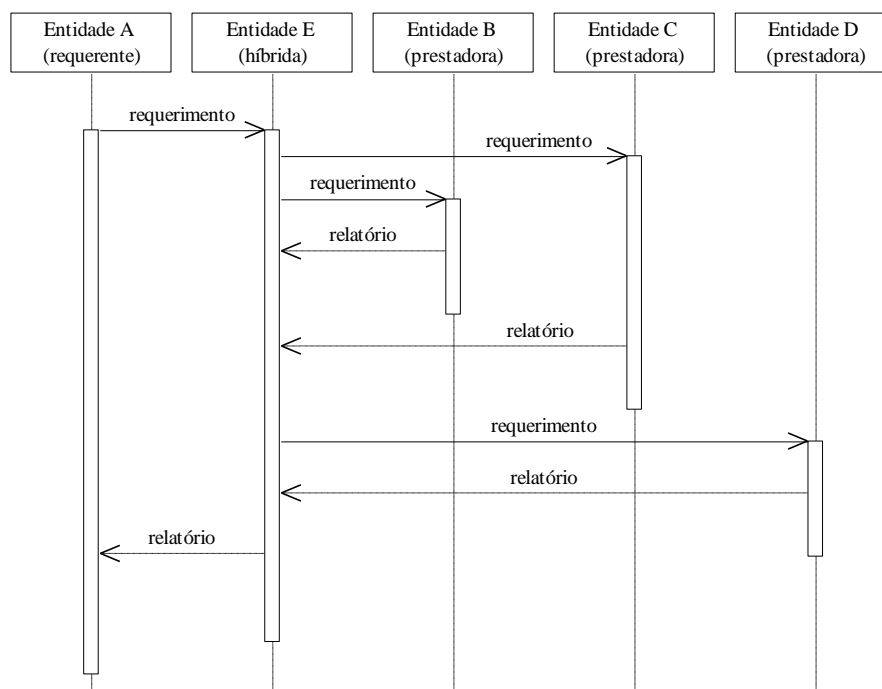 Entidade A
(requerente)
Entidade E
(híbrida)
Entidade B
(prestadora)
Entidade C
(prestadora)
Entidade D
(prestadora)
requerimento
requerimento
requerimento
relatório
relatório
requerimento
relatório
relatório